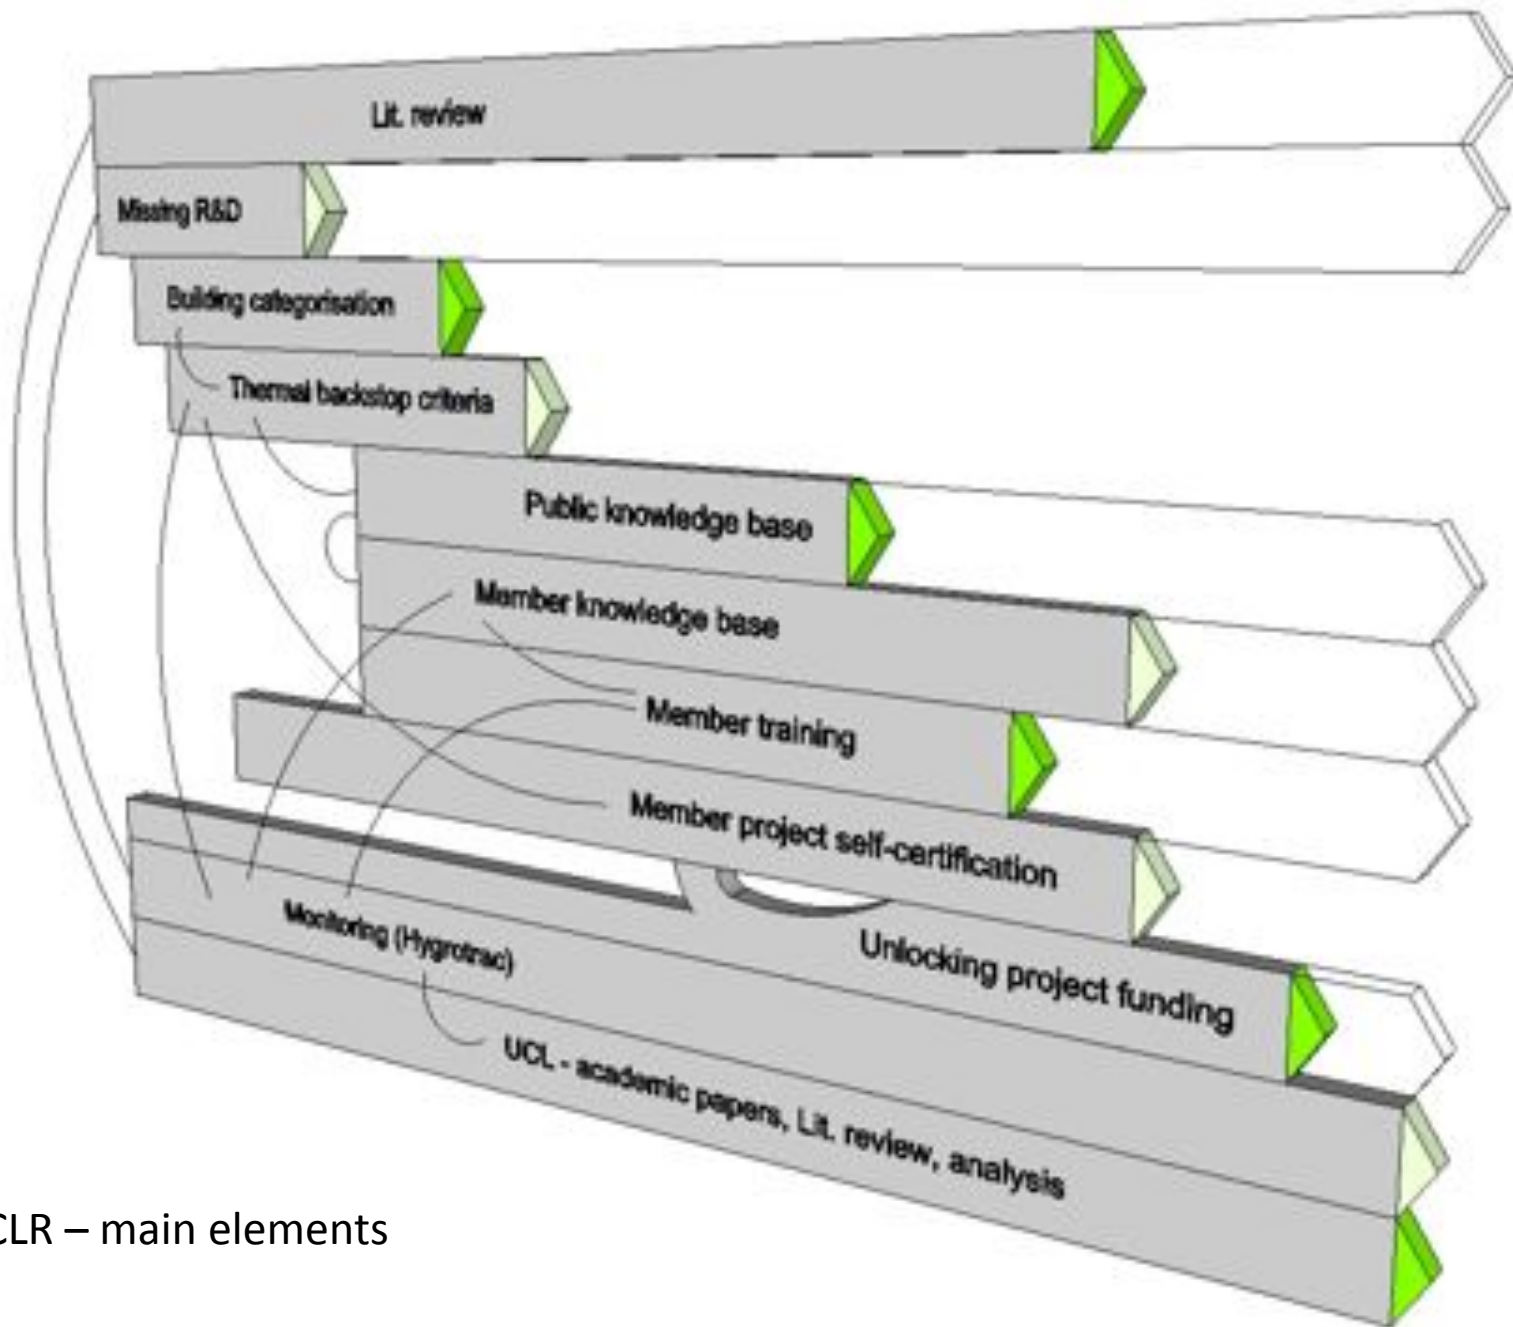 Lit. review
Missing R&D
Building categorisation
Thermal backstop criteria
Public knowledge base
Member knowledge base
Member training
Member project self-certification
Unlocking project funding
Monitoring (Hygrotrac)
UCL - academic papers, Lit. review, analysis
CLR – main elements